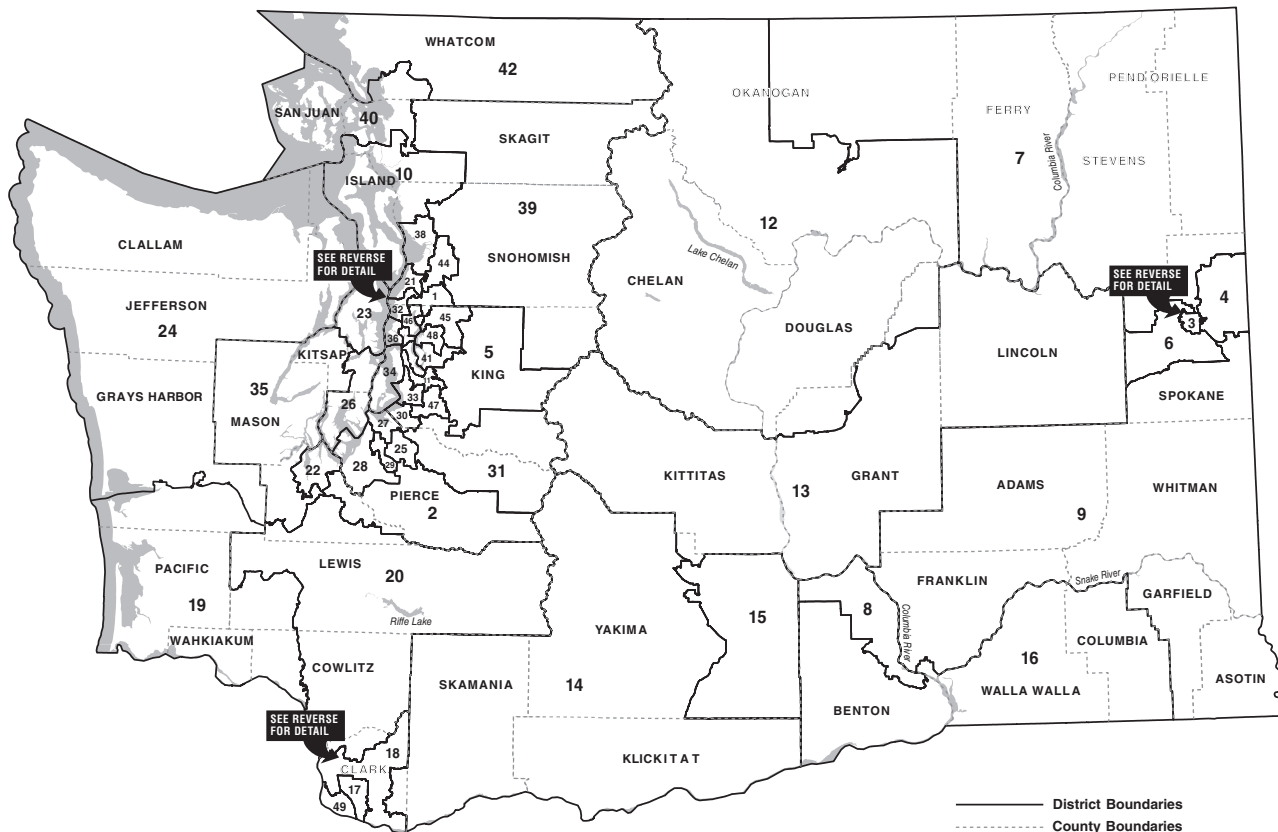 WHATCOM
42
OKANOGAN
PEND ORIELLE
SAN JUAN
40
SKAGIT
FERRY
7
Columbia River
STEVENS
10
ISLAND
39
12
38
CLALLAM
SNOHOMISH
44
Lake Chelan
SEE REVERSE
FOR DETAIL
CHELAN
SEE REVERSE
FOR DETAIL
21
1
4
JEFFERSON
24
23
32
46
45
3
DOUGLAS
36
48
6
KITSAP
41
5
LINCOLN
34
KING
35
1
GRAYS HARBOR
33
47
SPOKANE
26
30
MASON
27
25
22
28
29
31
KITTITAS
13
GRANT
ADAMS
WHITMAN
PIERCE
2
9
LEWIS
PACIFIC
20
FRANKLIN
Snake River
GARFIELD
19
8
Riffe Lake
15
Columbia River
YAKIMA
WAHKIAKUM
COLUMBIA
COWLITZ
16
SKAMANIA
14
WALLA WALLA
ASOTIN
BENTON
SEE REVERSE
FOR DETAIL
18
KLICKITAT
CLARK
17
49
District Boundaries
County Boundaries